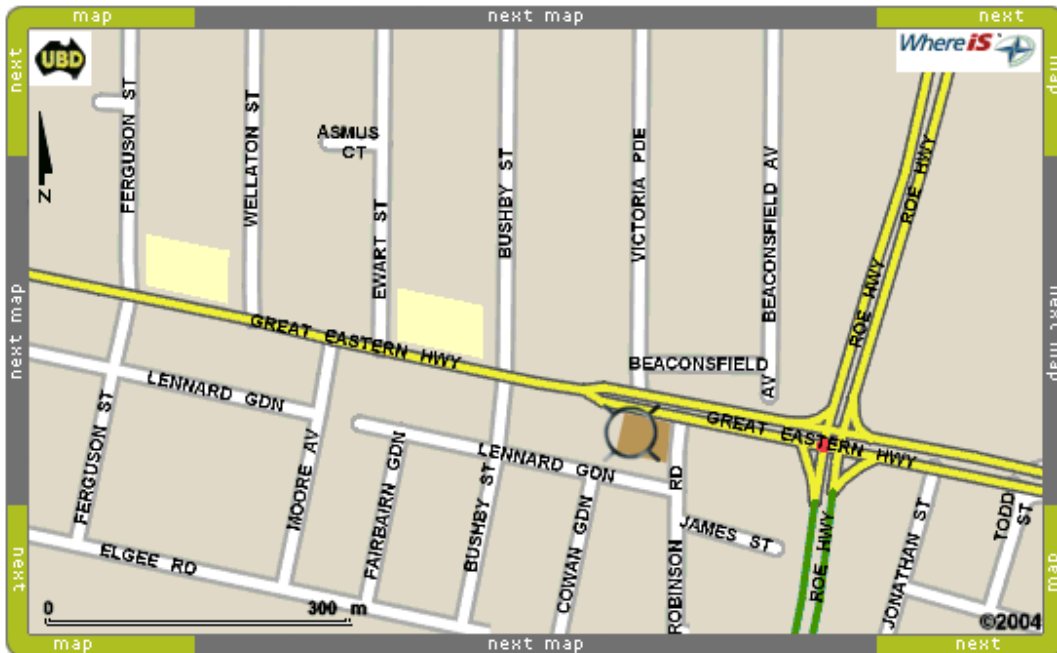 map
next map
next
next
UBD
WhereiS
map
FERGUSON ST
WELLATON ST
ASMUS
CT
EWART ST
BUSHBY ST
VICTORIA PDE
BEACONSFIELD AV
ROE HWY
ROE HWY
N
next map
next map
GREAT EASTERN HWY
BEACONSFIELD
AV
LENNARD GDN
GREAT EASTERN HWY
FERGUSON ST
MOORE AV
FAIRBAIRN GDN
LENNARD GDN
BUSHBY ST
COWAN GDN
RD
ROBINSON
JAMES ST
ROE HWY
JONATHAN ST
TODD
ST
next
map
ELGEE RD
0
300 m
©2004
map
next map
next